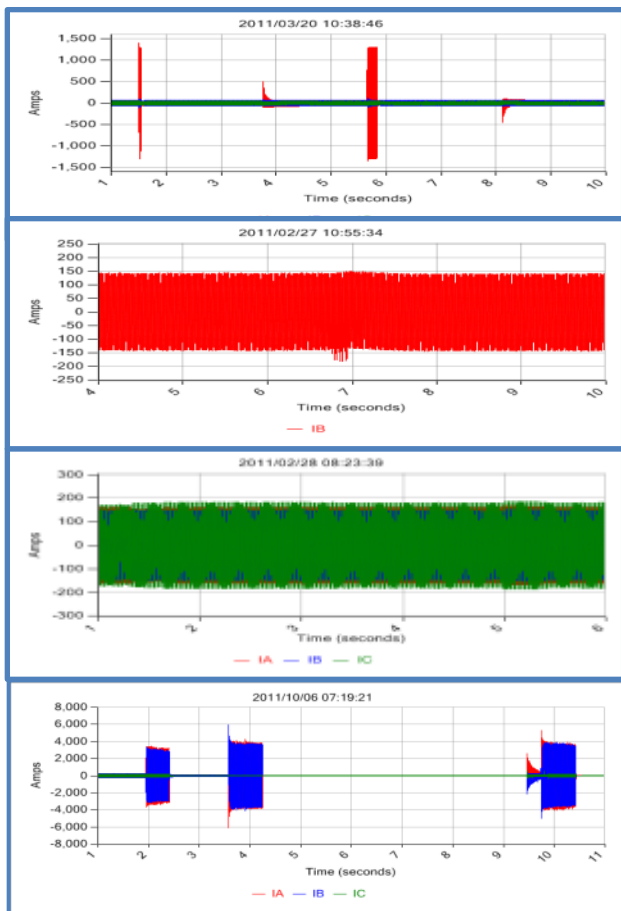 2011/03/20 10:38:46
1,500
1,000
500
0
-500
-1,000
-1,500
Amps
1 2 3 4 5 6 7 8 9 10
Time (seconds)
2011/02/27 10:55:34
250
200
150
100
50
0
-50
-100
-150
-200
-250
Amps
4 5 6 7 8 9 10
Time (seconds)
IB
2011/02/28 08:23:39
300
200
100
0
-100
-200
-300
Amps
1 2 3 4 5 6
Time (seconds)
IA IB IC
2011/10/06 07:19:21
8,000
6,000
4,000
2,000
0
-2,000
-4,000
-6,000
-8,000
Amps
1 2 3 4 5 6 7 8 9 10 11
Time (seconds)
IA IB IC